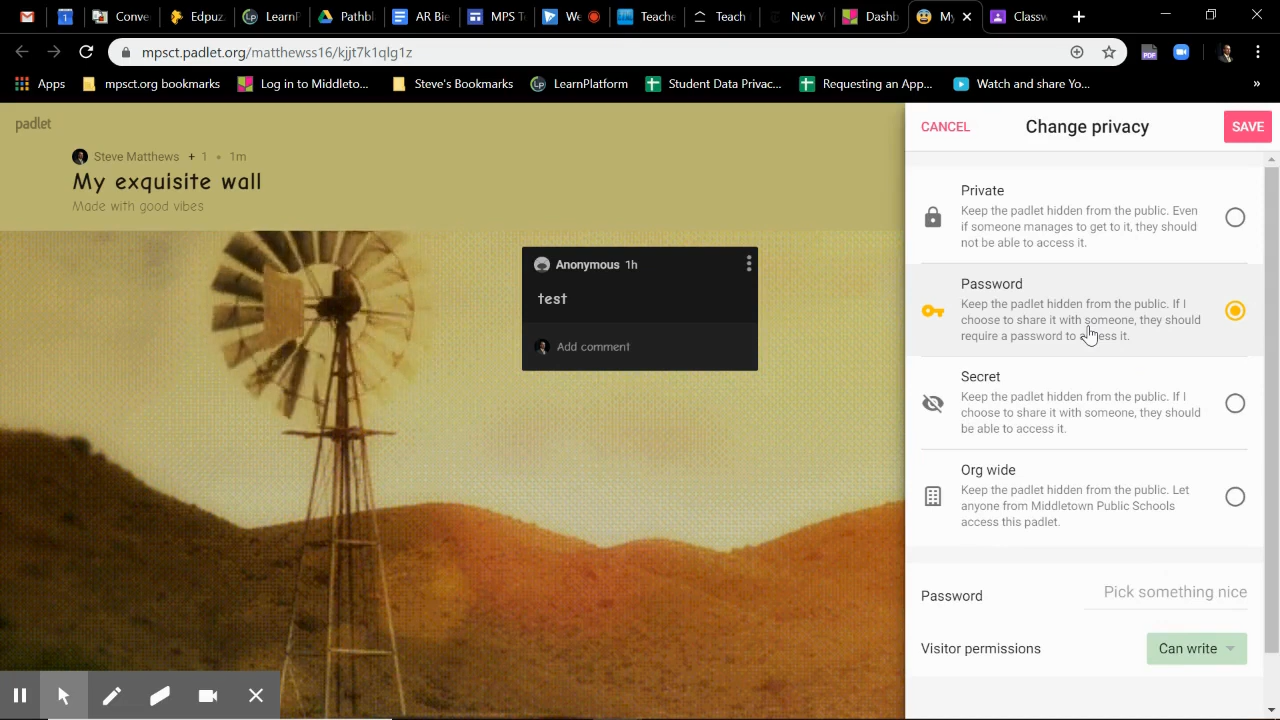 Conver
Edpuz
LearnP
Pathbl
AR Bie
MPS T
We
Teache
Teach
New Y
Dashb
My
Classw
mpsct.padlet.org/matthewss16/kjjt7k1qlg1z
PDF
Apps
mpsct.org bookmarks
Log in to Middleto...
Steve's Bookmarks
Lp
LearnPlatform
Student Data Privac...
Requesting an App...
Watch and share Yo...
»
padlet
Steve Matthews + 1 • 1m
My exquisite wall
Made with good vibes
Anonymous 1h
test
Add comment
CANCEL
Change privacy
SAVE
Private
Keep the padlet hidden from the public. Even
if someone manages to get to it, they should
not be able to access it.
Password
Keep the padlet hidden from the public. If I
choose to share it with someone, they should
require a password to access it.
Secret
Keep the padlet hidden from the public. If I
choose to share it with someone, they should
be able to access it.
Org wide
Keep the padlet hidden from the public. Let
anyone from Middletown Public Schools
access this padlet.
Password
Pick something nice
Visitor permissions
Can write